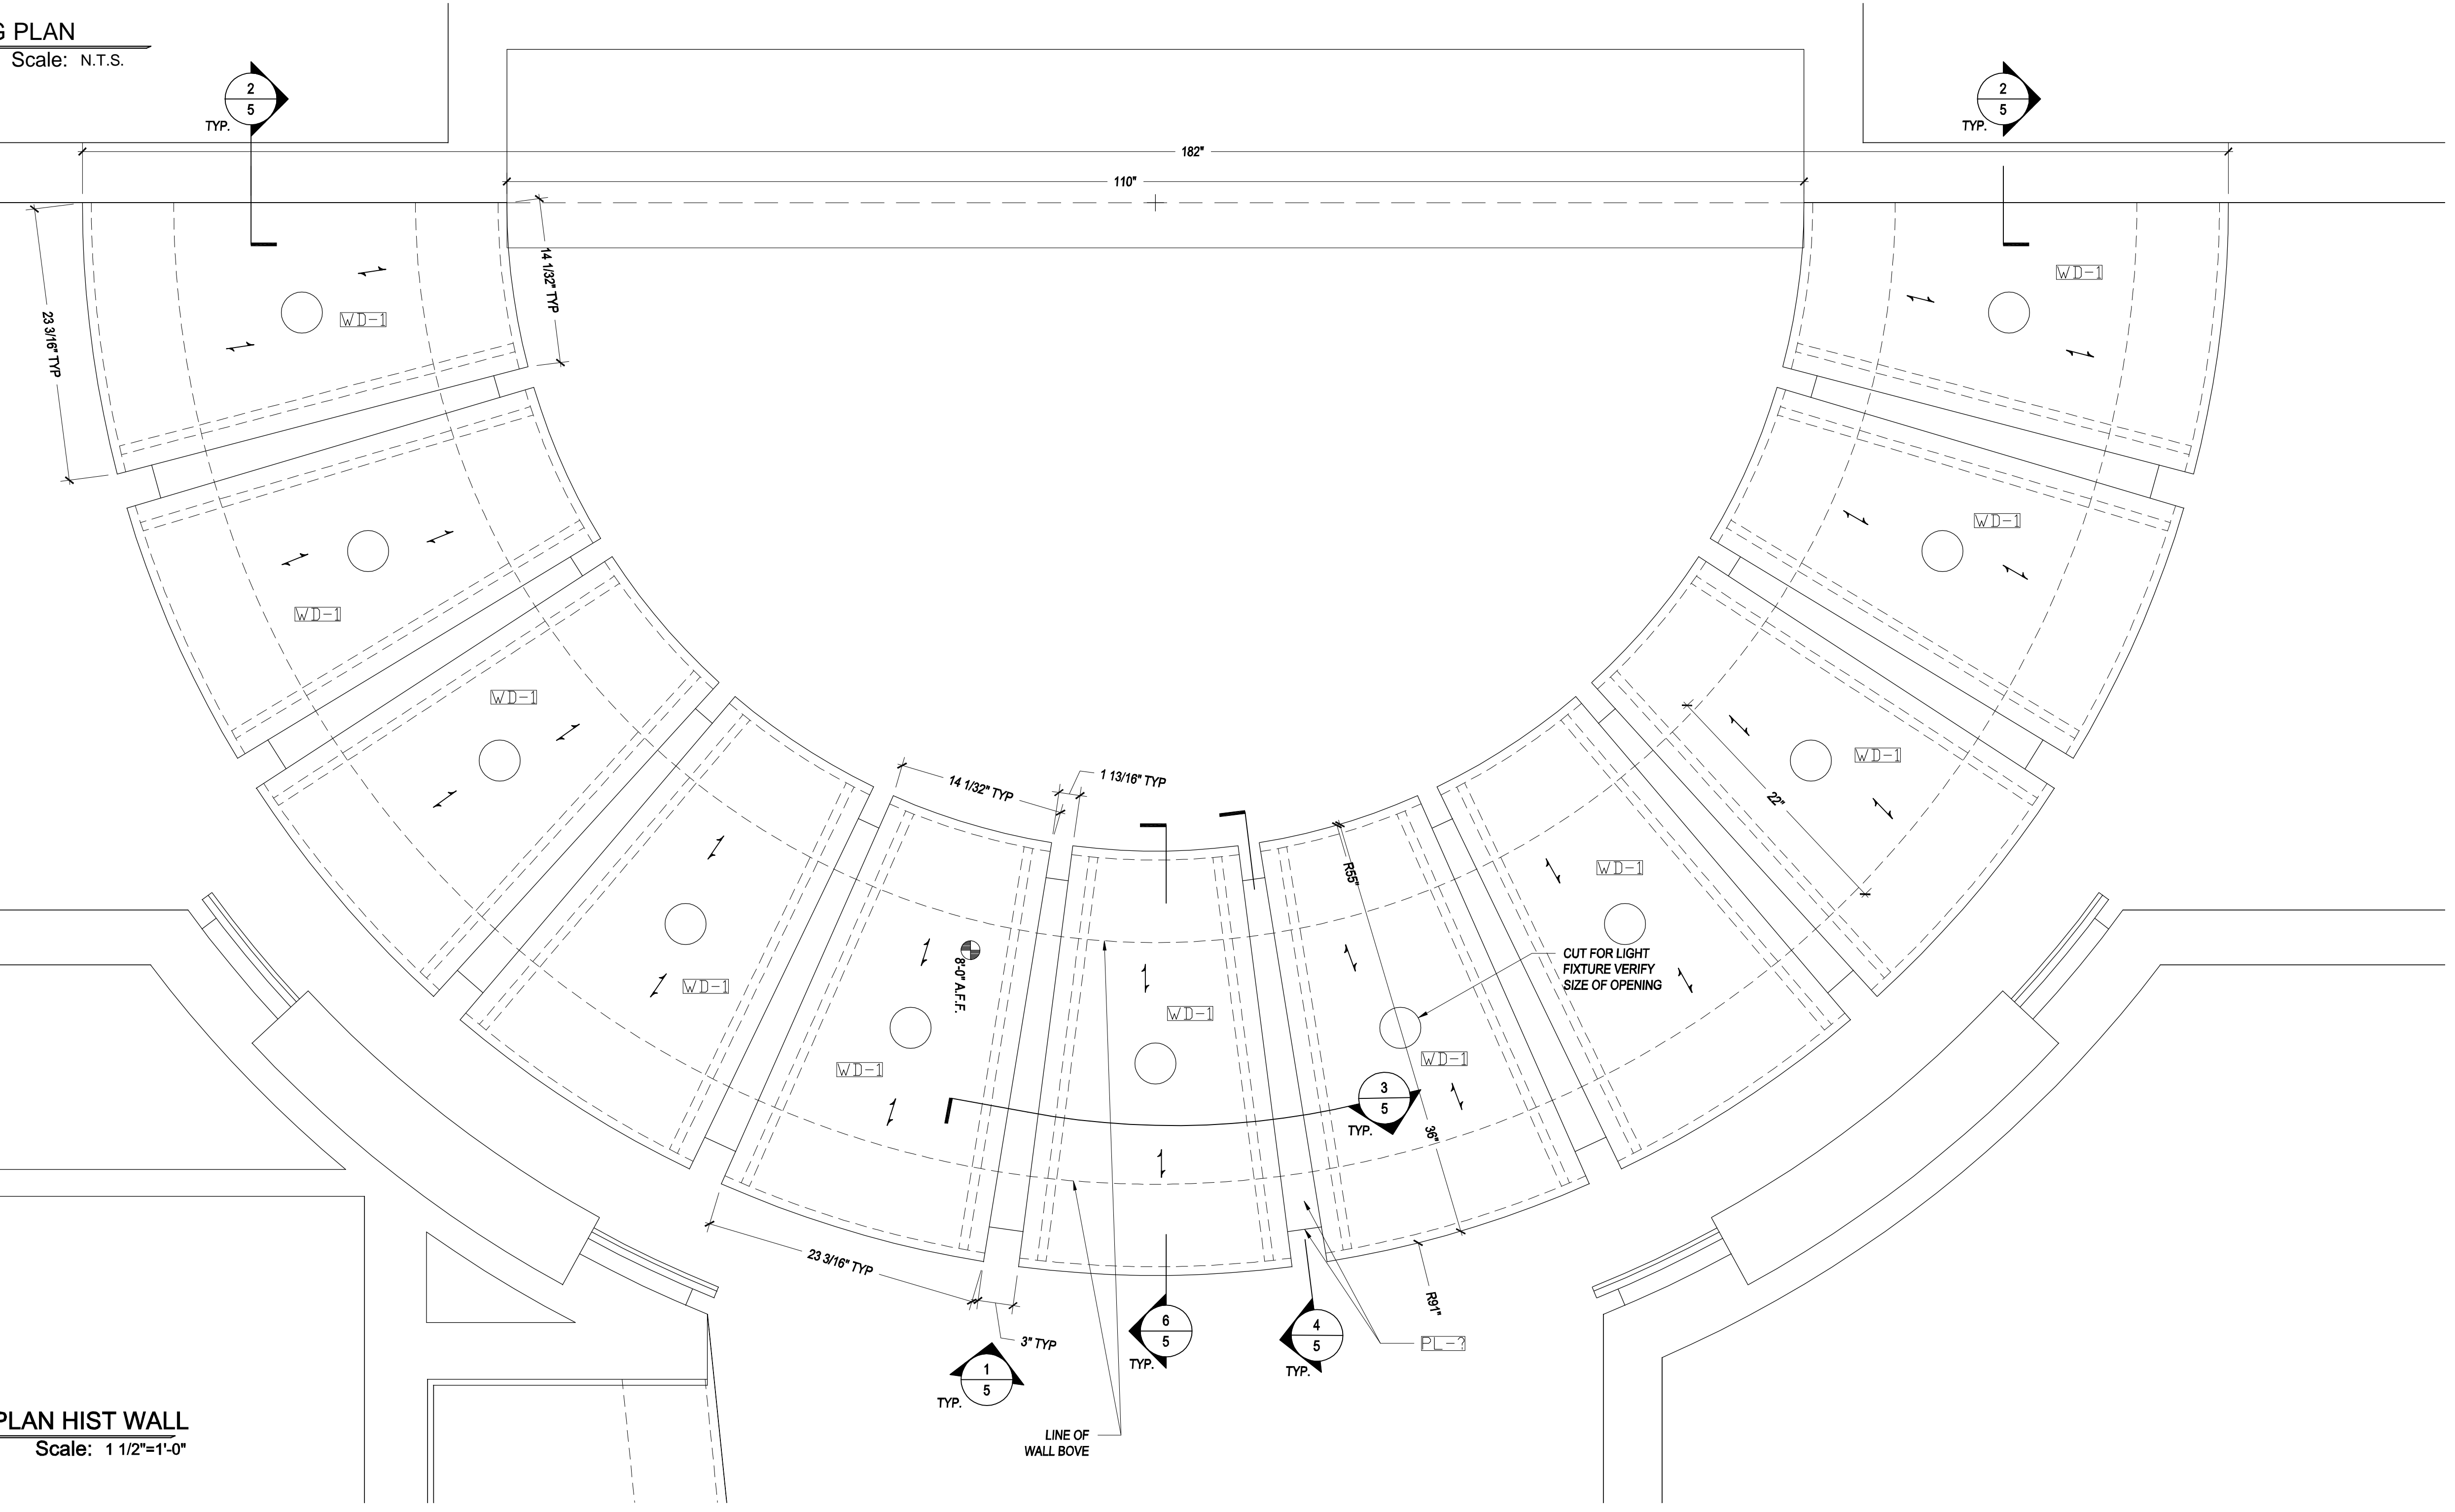 G PLAN
Scale: N.T.S.
2
5
TYP.
2
5
TYP.
182"
110"
14 1/32" TYP
23 3/16" TYP
WD-1
WD-1
WD-1
WD-1
WD-1
WD-1
WD-1
WD-1
22"
14 1/32" TYP
1 13/16" TYP
R55"
WD-1
CUT FOR LIGHT
FIXTURE VERIFY
SIZE OF OPENING
8'-0" A.F.F.
WD-1
WD-1
WD-1
3
5
TYP.
36"
23 3/16" TYP
3" TYP
R91"
6
5
TYP.
4
5
TYP.
PL-?
1
5
TYP.
LINE OF
WALL BOVE
PLAN HIST WALL
Scale: 1 1/2"=1'-0"